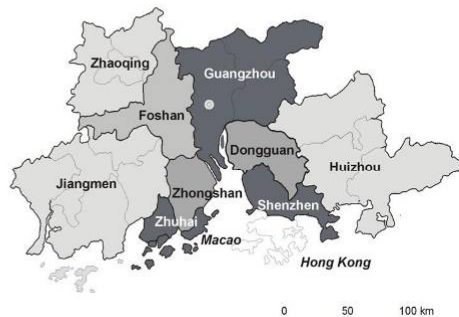 Zhaoqing
Guangzhou
Foshan
Dongguan
Huizhou
Jiangmen
Zhongshan
Shenzhen
Zhuhai
Macao
Hong Kong
0 50 100 km